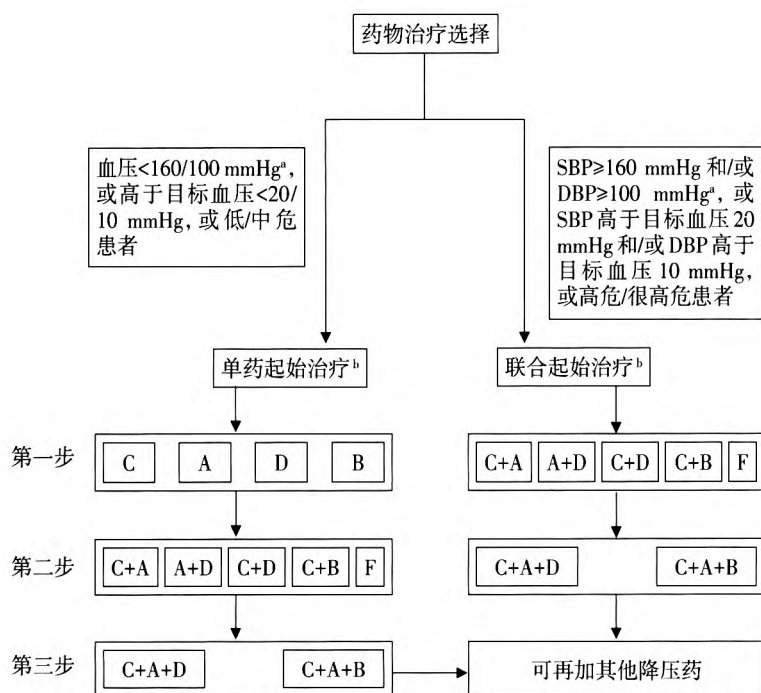 药物治疗选择
血压<160/100 mmHgᵃ,
或高于目标血压<20/
10 mmHg, 或低/中危
患者
SBP≥160 mmHg 和/或
DBP≥100 mmHgᵃ, 或
SBP 高于目标血压 20
mmHg 和/或 DBP 高于
目标血压 10 mmHg,
或高危/很高危患者
单药起始治疗ᵇ
联合起始治疗ᵇ
第一步
C A D B
C+A A+D C+D C+B F
第二步
C+A A+D C+D C+B F
C+A+D C+A+B
第三步
C+A+D C+A+B
可再加其他降压药